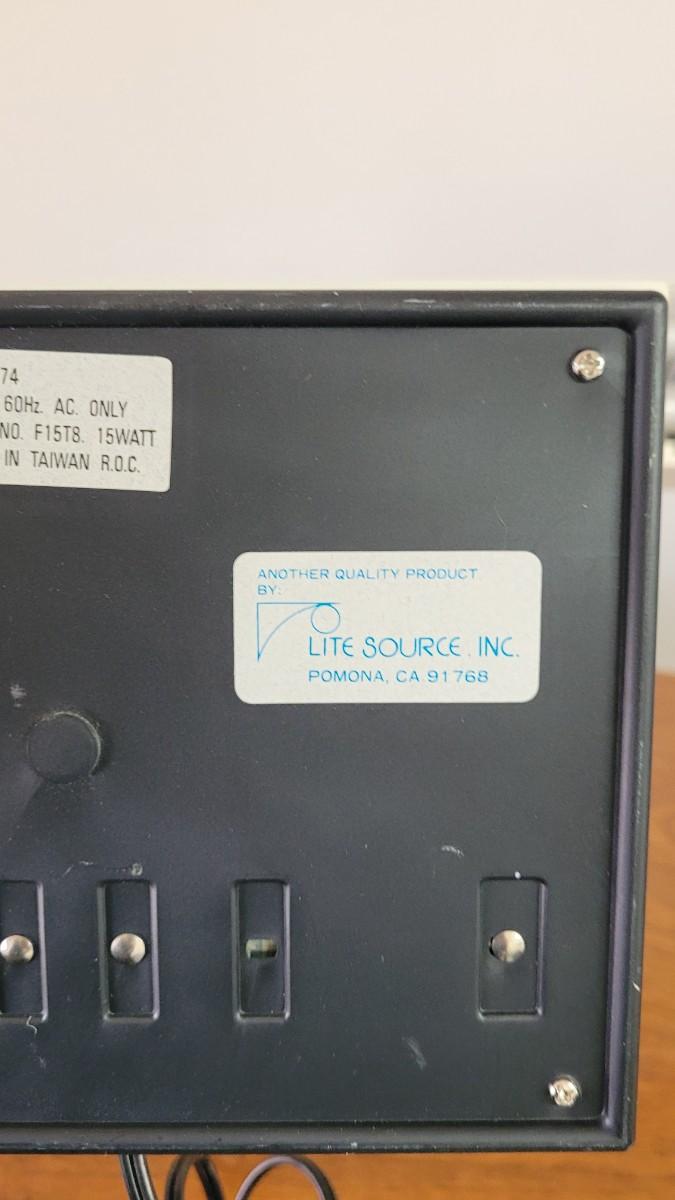 74
60Hz. AC. ONLY
NO. F15T8. 15WATT
IN TAIWAN R.O.C.
ANOTHER QUALITY PRODUCT
BY:
LITE SOURCE, INC.
POMONA, CA 91768